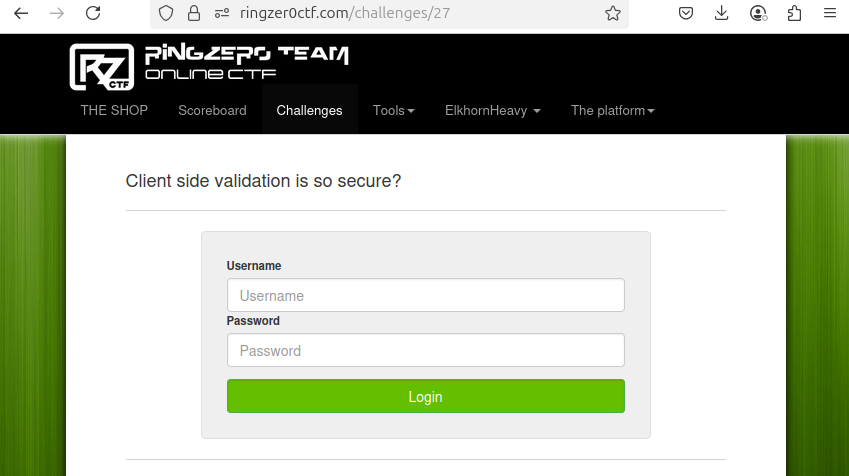 ringzer0ctf.com/challenges/27
RINGZERO TEAM
ONLINE CTF
RZ CTF
THE SHOP Scoreboard Challenges Tools ElkhornHeavy The platform
Client side validation is so secure?
Username
Username
Password
Password
Login